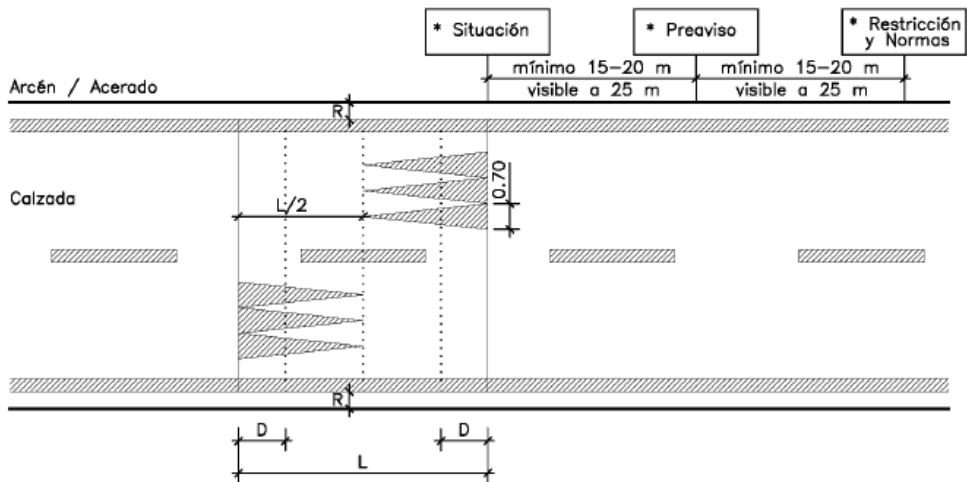 * Situación
* Preaviso
* Restricción
y Normas
mínimo 15-20 m
mínimo 15-20 m
visible a 25 m
visible a 25 m
Arcén / Acerado
R
Calzada
L/2
0.70
R
D
D
L